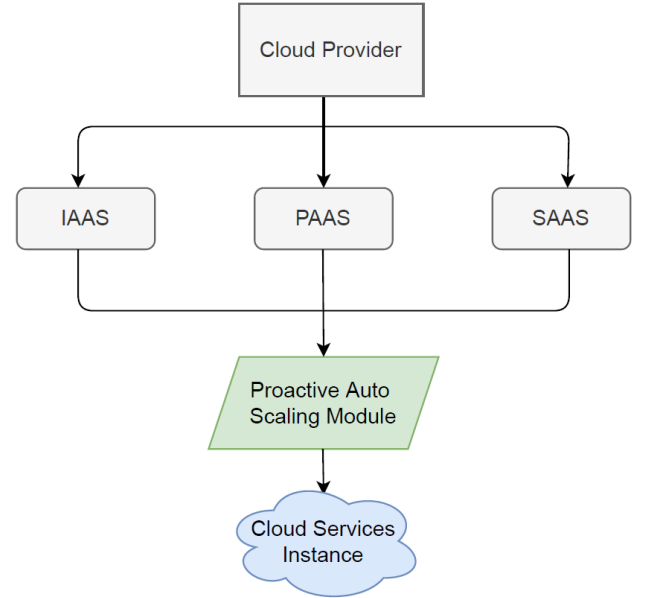 Cloud Provider
IAAS
PAAS
SAAS
Proactive Auto
Scaling Module
Cloud Services
Instance